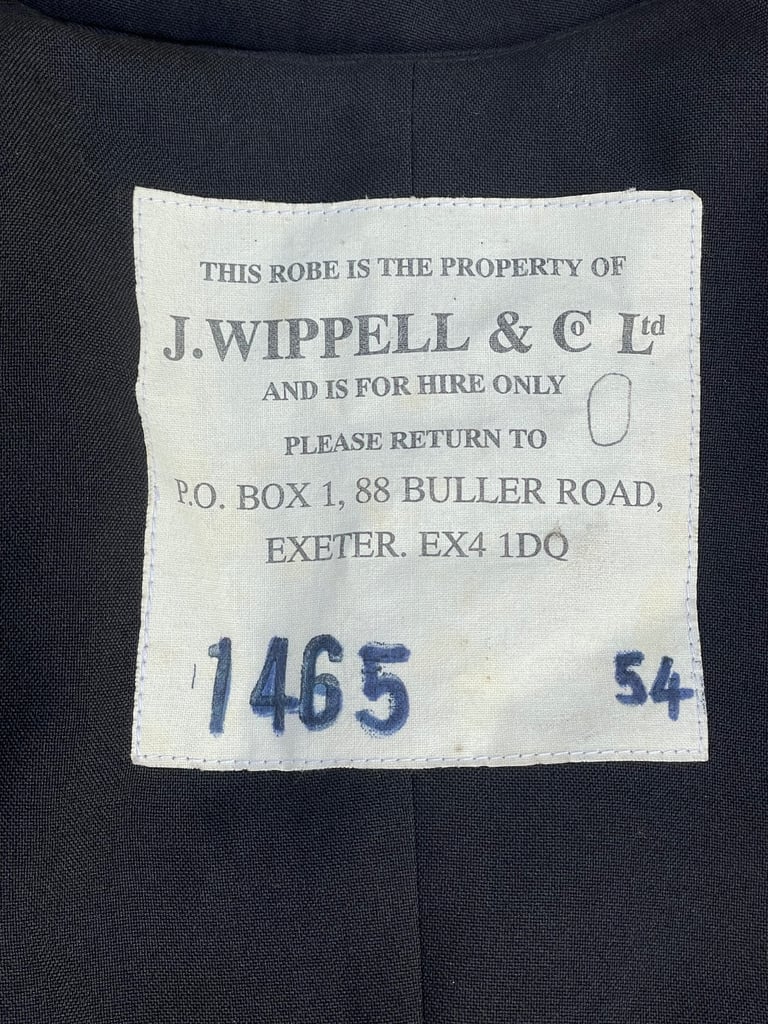 THIS ROBE IS THE PROPERTY OF
J.WIPPELL & Co Ltd
AND IS FOR HIRE ONLY
PLEASE RETURN TO
P.O. BOX 1, 88 BULLER ROAD,
EXETER. EX4 1DQ
1465 54